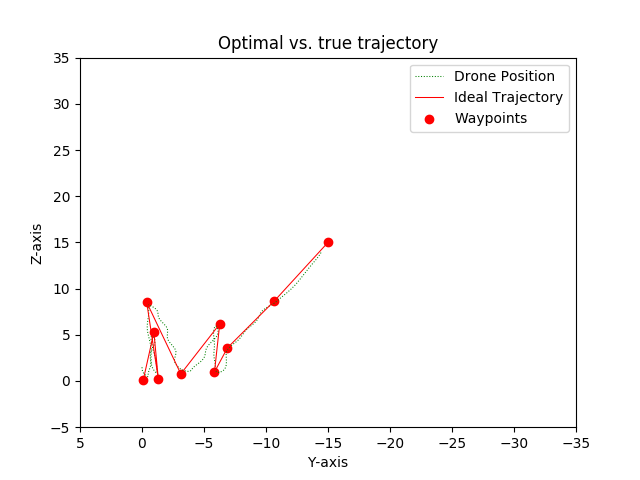 Optimal vs. true trajectory
Drone Position
Ideal Trajectory
Waypoints
35
30
25
20
15
10
5
0
−5
Z-axis
5 0 −5 −10 −15 −20 −25 −30 −35
Y-axis